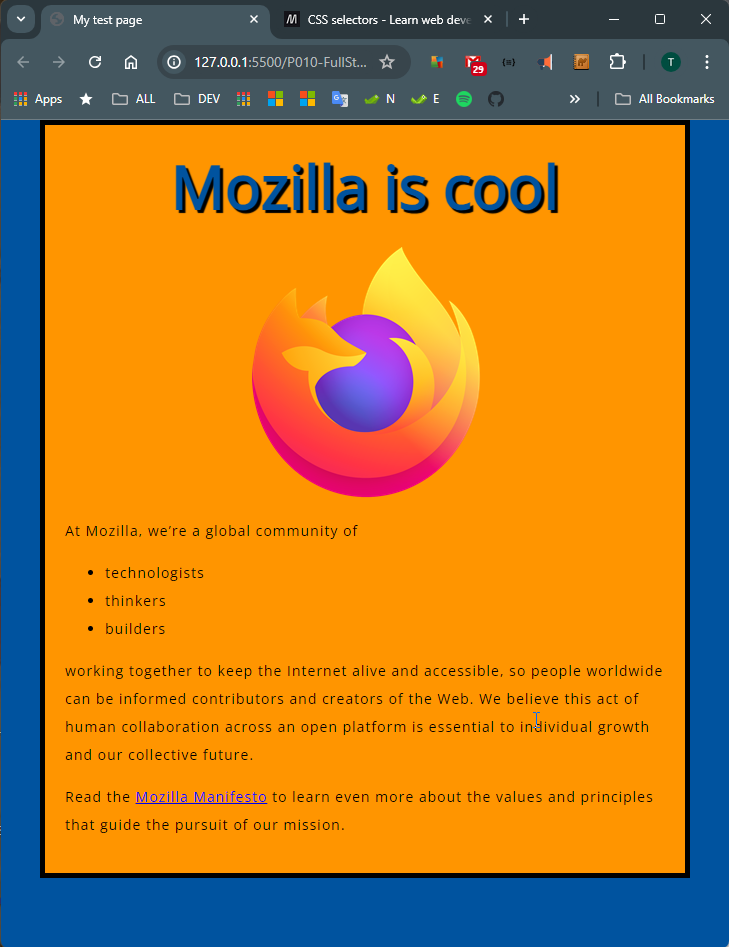 My test page
CSS selectors - Learn web deve
127.0.0.1:5500/P010-FullSt...
29
T
Apps
ALL
DEV
N
E
All Bookmarks
Mozilla is cool
At Mozilla, we’re a global community of
technologists
thinkers
builders
working together to keep the Internet alive and accessible, so people worldwide
can be informed contributors and creators of the Web. We believe this act of
human collaboration across an open platform is essential to individual growth
and our collective future.
Read the Mozilla Manifesto to learn even more about the values and principles
that guide the pursuit of our mission.